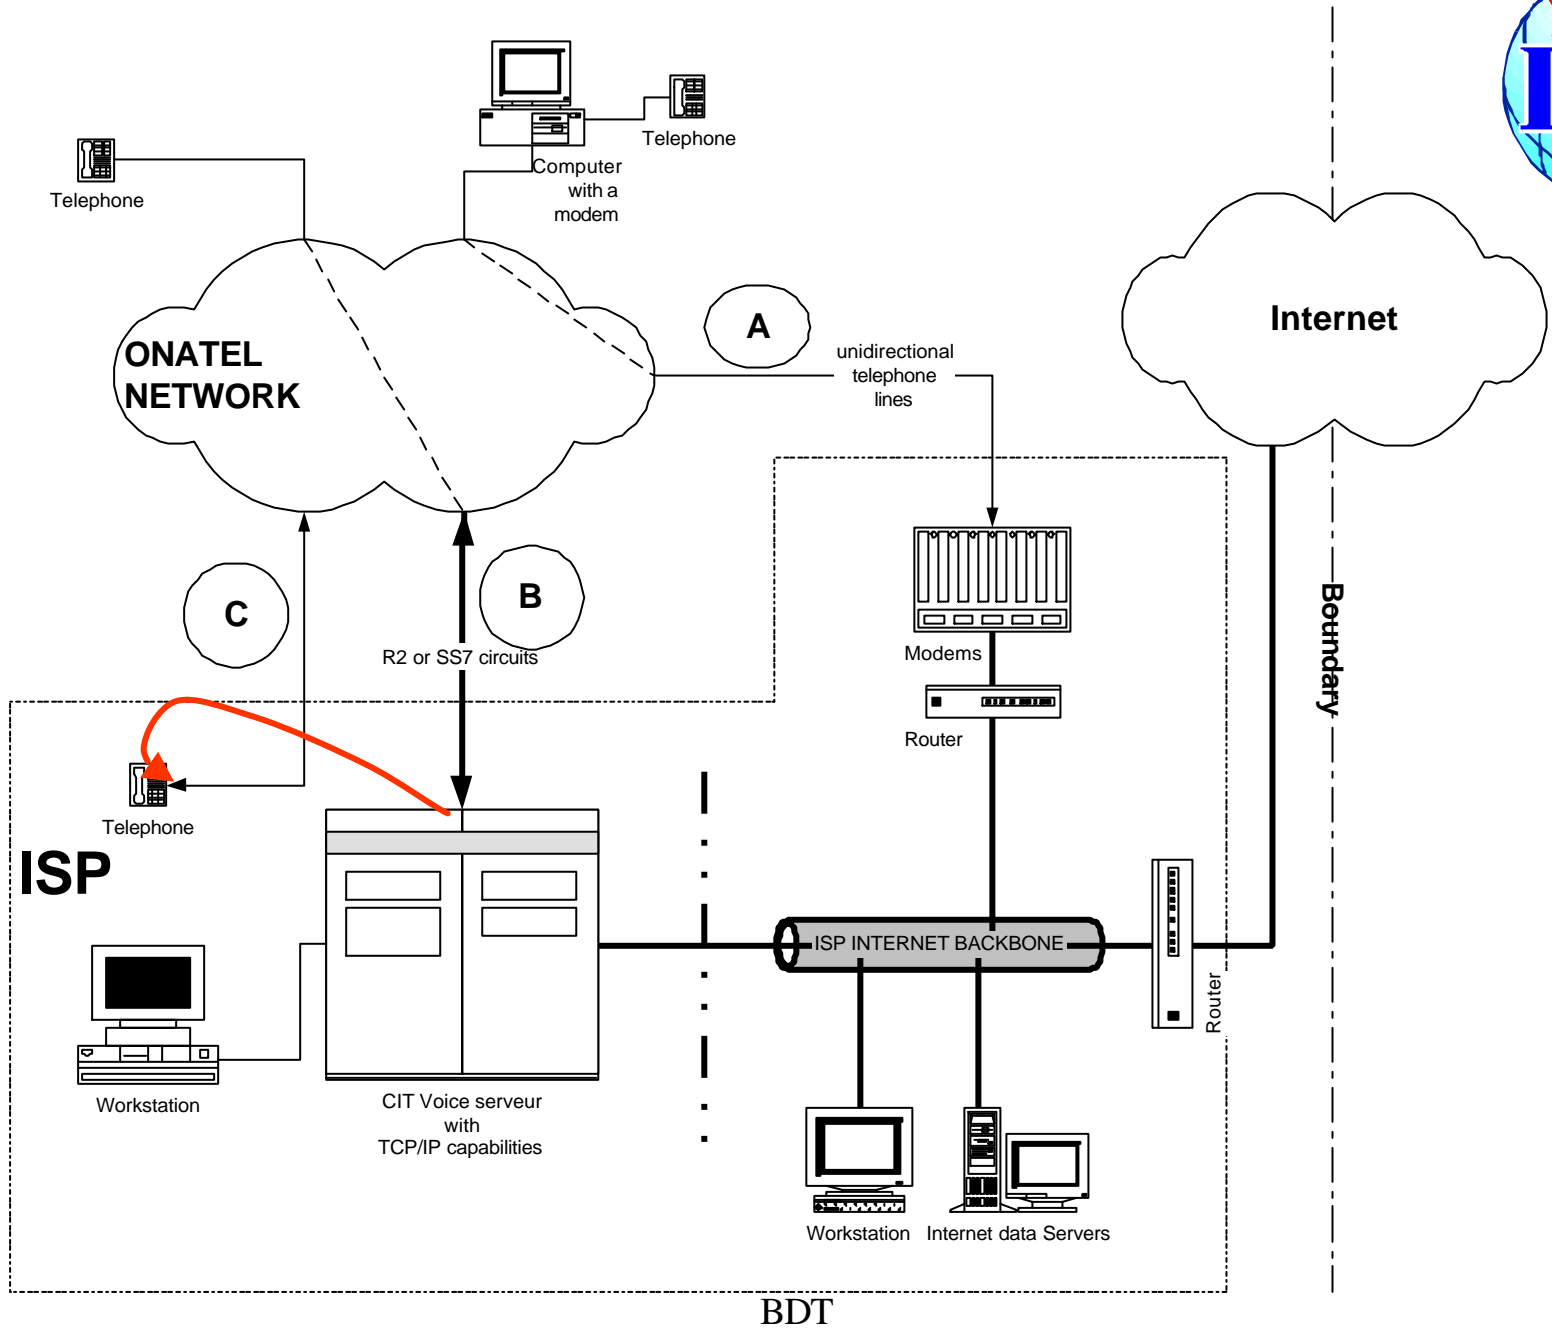 Telephone
Computer
with a
modem
Telephone
ONATEL
NETWORK
A
unidirectional
telephone
lines
Internet
C
B
R2 or SS7 circuits
Modems
Router
Boundary
Telephone
ISP
ISP INTERNET BACKBONE
Router
Workstation
CIT Voice serveur
with
TCP/IP capabilities
Workstation
Internet data Servers
BDT